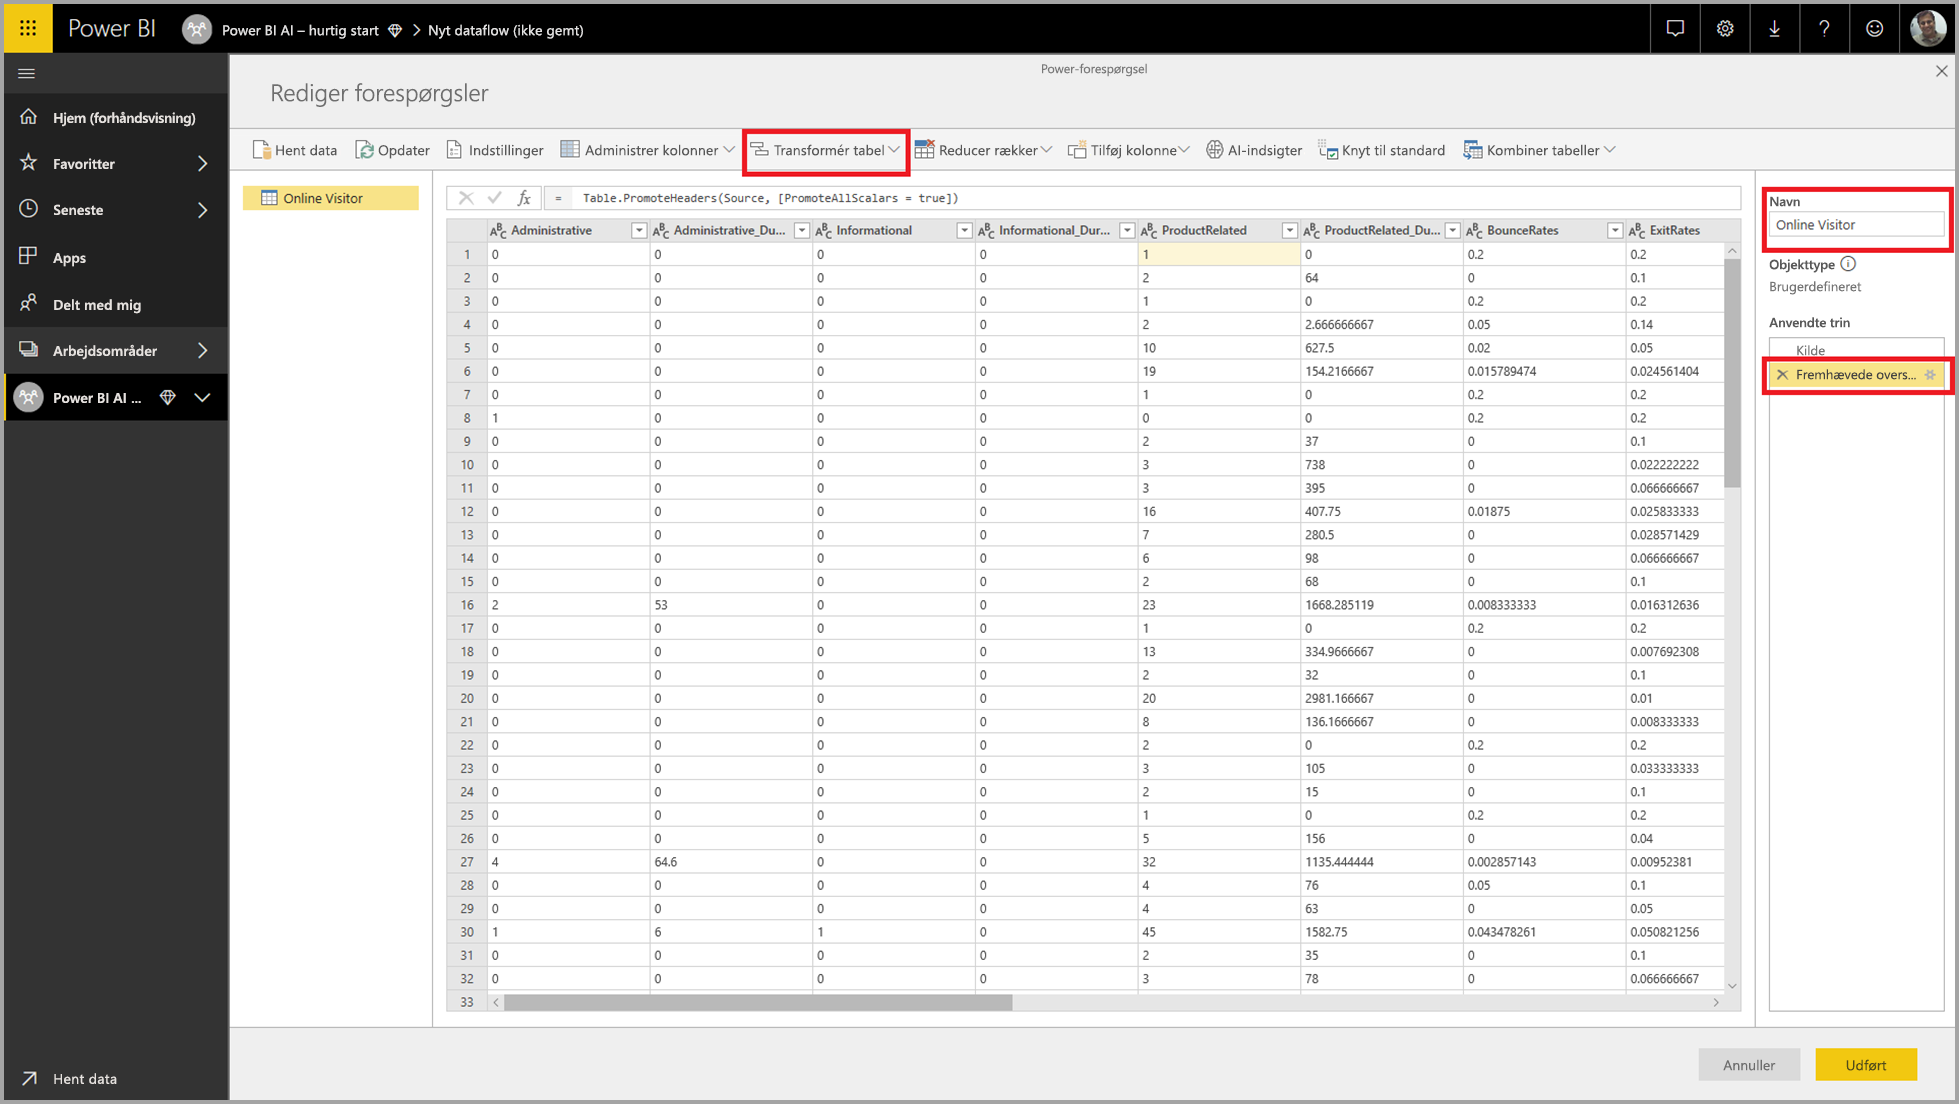 Power BI Power BI AI – hurtig start > Nyt dataflow (ikke gemt) ?
Power-forespørgsel
Rediger forespørgsler
Hjem (forhåndsvisning)
Favoritter
Seneste
Apps
Delt med mig
Arbejdsområder
Power BI AI ...
Hent data
Hent data Opdater Indstillinger Administrer kolonner Transformér tabel Reducer rækker Tilføj kolonne AI-indsigter Knyt til standard Kombiner tabeller
Online Visitor
fx = Table.PromoteHeaders(Source, [PromoteAllScalars = true])
ABC Administrative ABC Administrative_Du... ABC Informational ABC Informational_Dur... ABC ProductRelated ABC ProductRelated_Du... ABC BounceRates ABC ExitRates
1 0 0 0 0 1 0 0.2 0.2
2 0 0 0 0 2 64 0 0.1
3 0 0 0 0 1 0 0.2 0.2
4 0 0 0 0 2 2.666666667 0.05 0.14
5 0 0 0 0 10 627.5 0.02 0.05
6 0 0 0 0 19 154.2166667 0.015789474 0.024561404
7 0 0 0 0 1 0 0.2 0.2
8 1 0 0 0 0 0 0.2 0.2
9 0 0 0 0 2 37 0 0.1
10 0 0 0 0 3 738 0 0.022222222
11 0 0 0 0 3 395 0 0.066666667
12 0 0 0 0 16 407.75 0.01875 0.025833333
13 0 0 0 0 7 280.5 0 0.028571429
14 0 0 0 0 6 98 0 0.066666667
15 0 0 0 0 2 68 0 0.1
16 2 53 0 0 23 1668.285119 0.008333333 0.016312636
17 0 0 0 0 1 0 0.2 0.2
18 0 0 0 0 13 334.9666667 0 0.007692308
19 0 0 0 0 2 32 0 0.1
20 0 0 0 0 20 2981.166667 0 0.01
21 0 0 0 0 8 136.1666667 0 0.008333333
22 0 0 0 0 2 0 0.2 0.2
23 0 0 0 0 3 105 0 0.033333333
24 0 0 0 0 2 15 0 0.1
25 0 0 0 0 1 0 0.2 0.2
26 0 0 0 0 5 156 0 0.04
27 4 64.6 0 0 32 1135.444444 0.002857143 0.00952381
28 0 0 0 0 4 76 0.05 0.1
29 0 0 0 0 4 63 0 0.05
30 1 6 1 0 45 1582.75 0.043478261 0.050821256
31 0 0 0 0 2 35 0 0.1
32 0 0 0 0 3 78 0 0.066666667
33
Navn
Online Visitor
Objekttype
Brugerdefineret
Anvendte trin
Kilde
Fremhævede overs...
Annuller Udført